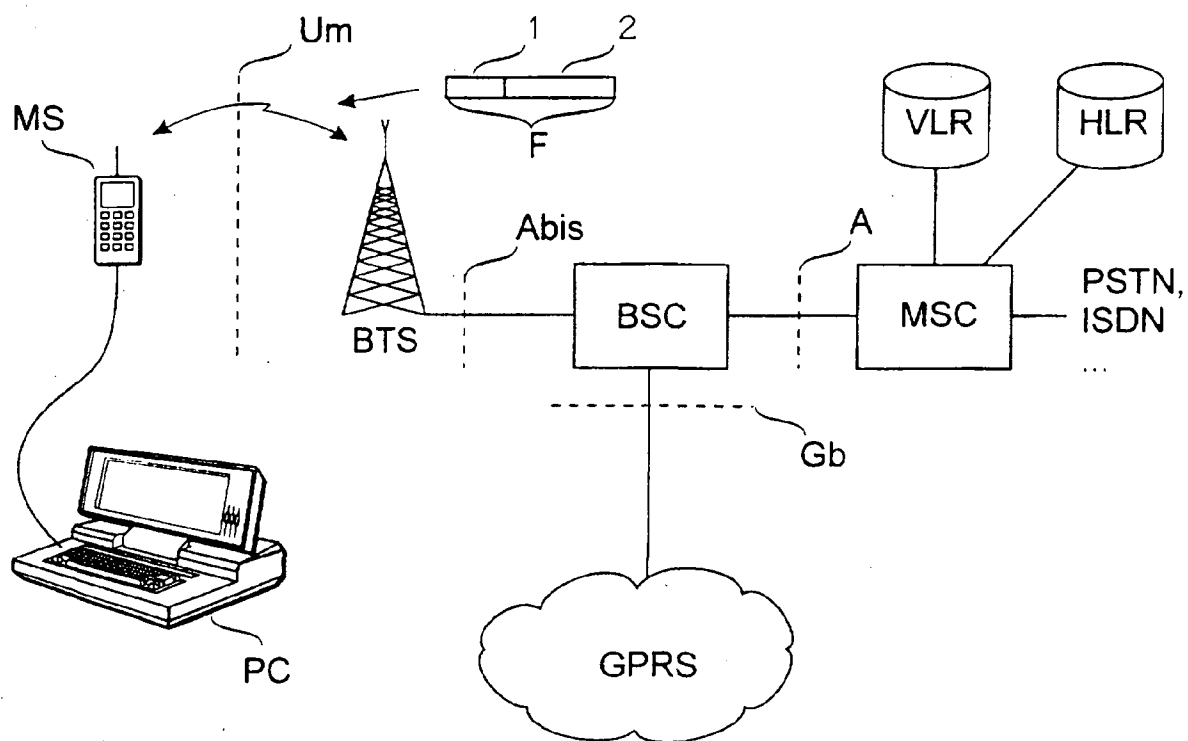 Um
1
2
MS
F
VLR
HLR
Abis
A
BTS
BSC
MSC
PSTN,
ISDN
...
Gb
PC
GPRS